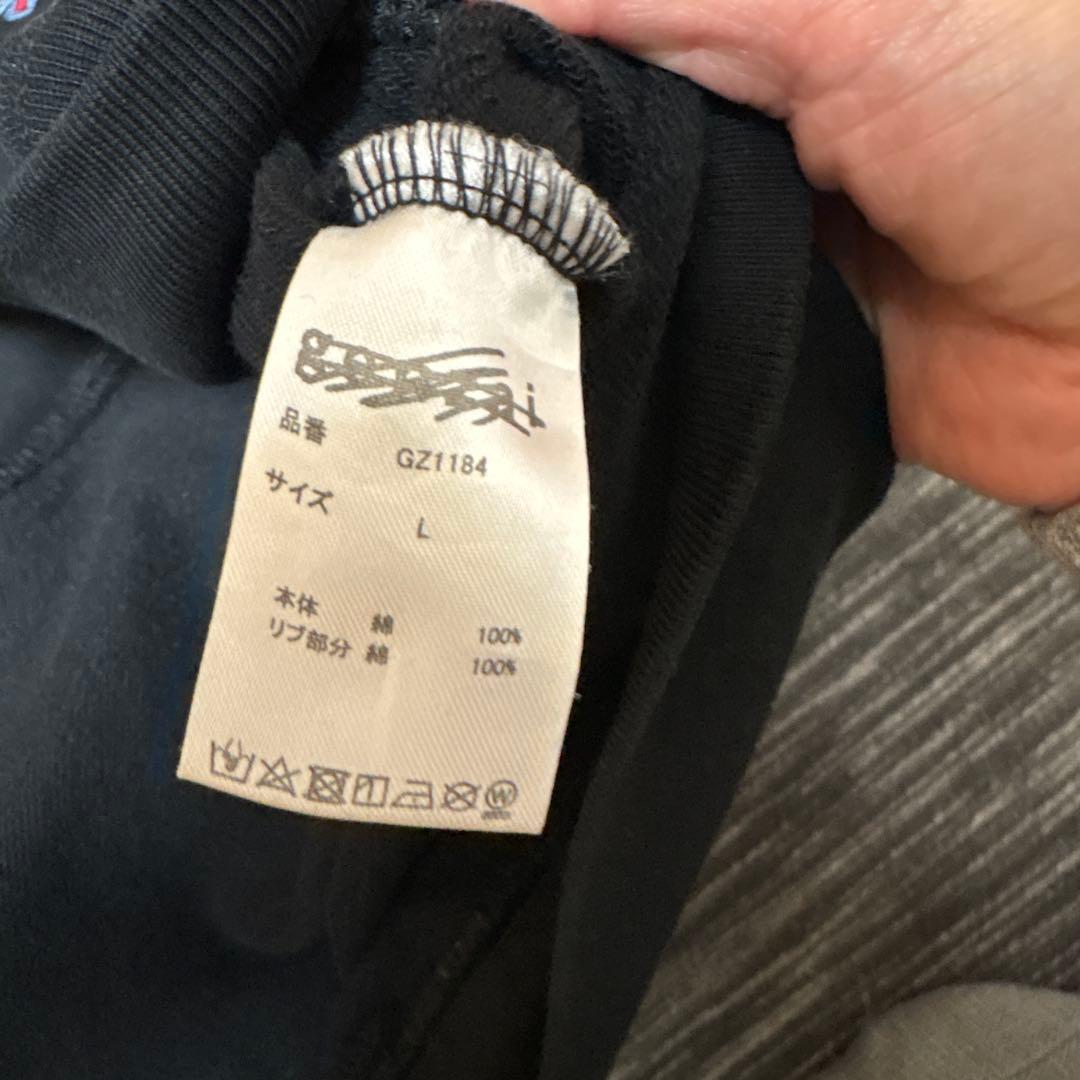 品番 GZ1184
サイズ L
本体 綿 100%
リブ部分 綿 100%